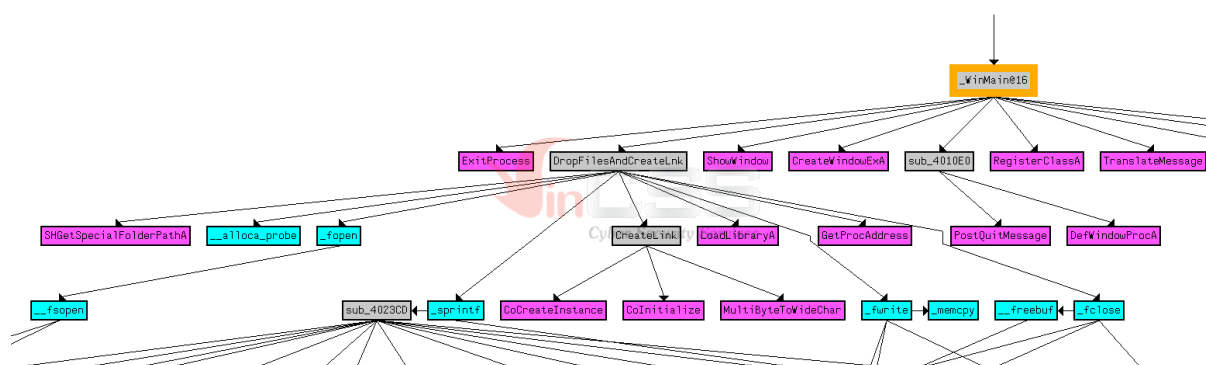 _WinMain@16
ExitProcess DropFilesAndCreateLnk ShowWindow CreateWindowExA sub_4010E0 RegisterClassA TranslateMessage
SHGetSpecialFolderPathA __alloca_probe _fopen CreateLink LoadLibraryA GetProcAddress PostQuitMessage DefWindowProcA
__fsopen sub_4023CD _sprintf CoCreateInstance CoInitialize MultiByteToWideChar _fwrite _memcpy __freebuf _fclose
inCSS